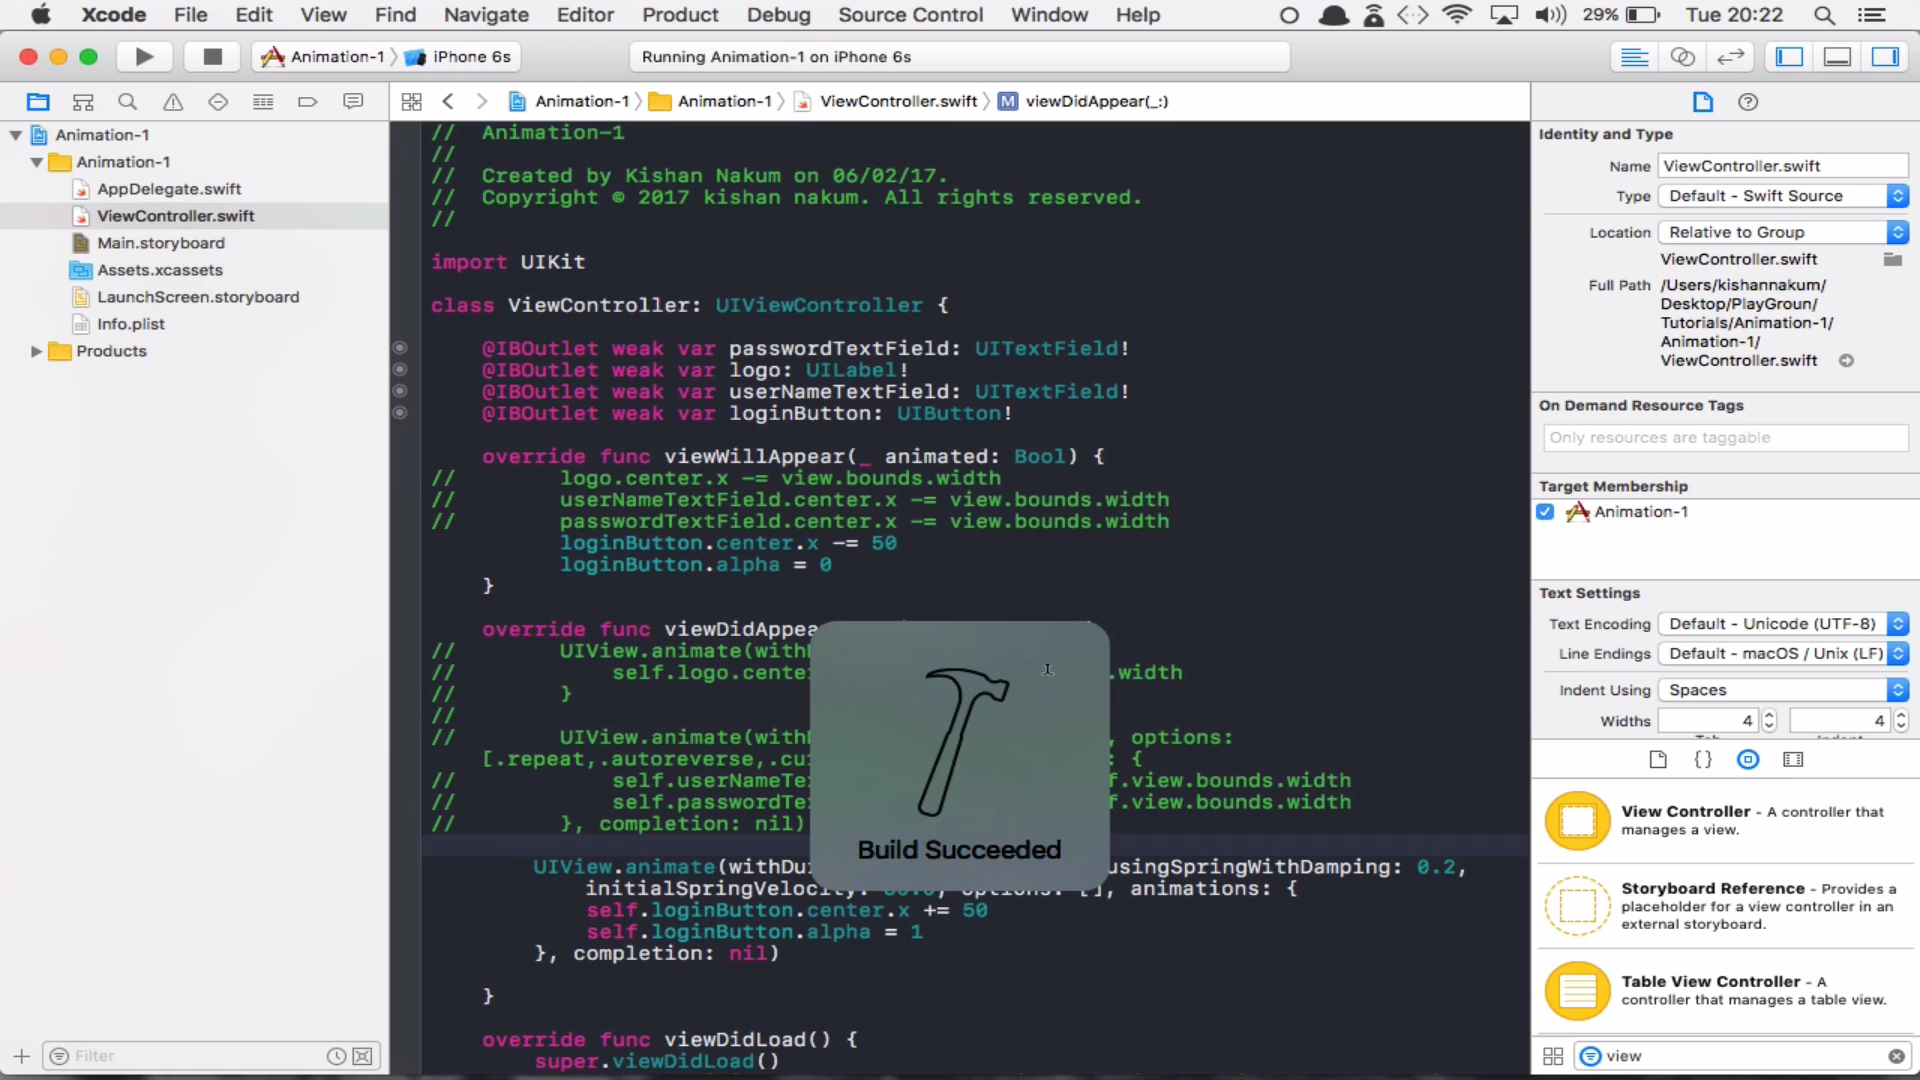 Xcode File Edit View Find Navigate Editor Product Debug Source Control Window Help 29% Tue 20:22
Animation-1 iPhone 6s Running Animation-1 on iPhone 6s
Animation-1 Animation-1 ViewController.swift M viewDidAppear(_:)
Animation-1
Animation-1
AppDelegate.swift
ViewController.swift
Main.storyboard
Assets.xcassets
LaunchScreen.storyboard
Info.plist
Products
Filter
// Animation-1
//
// Created by Kishan Nakum on 06/02/17.
// Copyright © 2017 kishan nakum. All rights reserved.
//
import UIKit
class ViewController: UIViewController {
@IBOutlet weak var passwordTextField: UITextField!
@IBOutlet weak var logo: UILabel!
@IBOutlet weak var userNameTextField: UITextField!
@IBOutlet weak var loginButton: UIButton!
override func viewWillAppear(_ animated: Bool) {
// logo.center.x -= view.bounds.width
// userNameTextField.center.x -= view.bounds.width
// passwordTextField.center.x -= view.bounds.width
loginButton.center.x -= 50
loginButton.alpha = 0
}
override func viewDidAppea
// UIView.animate(with
// self.logo.cente .width
// }
//
// UIView.animate(with , options:
[.repeat,.autoreverse,.cu : {
// self.userNameTe f.view.bounds.width
// self.passwordTe f.view.bounds.width
// }, completion: nil)
UIView.animate(withDu usingSpringWithDamping: 0.2,
initialSpringVelocity: options: [], animations: {
self.loginButton.center.x += 50
self.loginButton.alpha = 1
}, completion: nil)
}
override func viewDidLoad() {
super.viewDidLoad()
Build Succeeded
Identity and Type
Name ViewController.swift
Type Default - Swift Source
Location Relative to Group
ViewController.swift
Full Path /Users/kishannakum/
Desktop/PlayGroun/
Tutorials/Animation-1/
Animation-1/
ViewController.swift
On Demand Resource Tags
Only resources are taggable
Target Membership
Animation-1
Text Settings
Text Encoding Default - Unicode (UTF-8)
Line Endings Default - macOS / Unix (LF)
Indent Using Spaces
Widths 4 4
{}
View Controller - A controller that
manages a view.
Storyboard Reference - Provides a
placeholder for a view controller in an
external storyboard.
Table View Controller - A
controller that manages a table view.
view